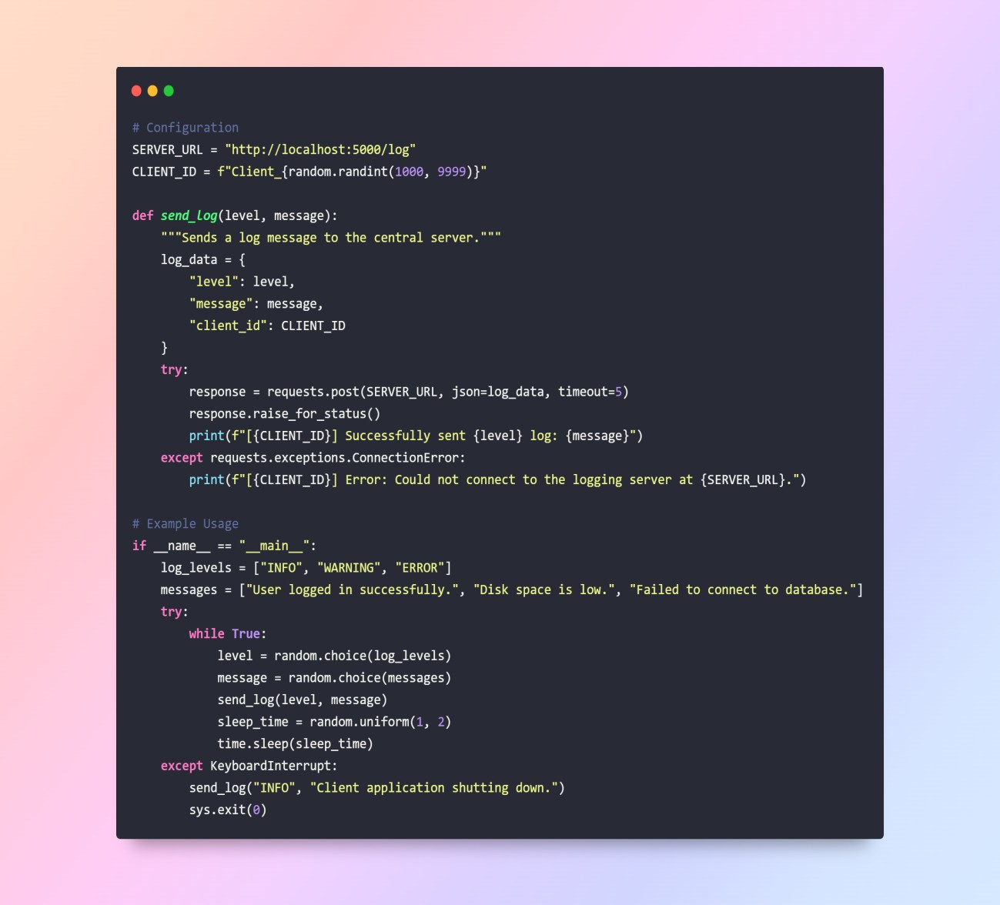 # Configuration
SERVER_URL = "http://localhost:5000/log"
CLIENT_ID = f"Client_{random.randint(1000, 9999)}"

def send_log(level, message):
    """Sends a log message to the central server."""
    log_data = {
        "level": level,
        "message": message,
        "client_id": CLIENT_ID
    }
    try:
        response = requests.post(SERVER_URL, json=log_data, timeout=5)
        response.raise_for_status()
        print(f"[{CLIENT_ID}] Successfully sent {level} log: {message}")
    except requests.exceptions.ConnectionError:
        print(f"[{CLIENT_ID}] Error: Could not connect to the logging server at {SERVER_URL}.")

# Example Usage
if __name__ == "__main__":
    log_levels = ["INFO", "WARNING", "ERROR"]
    messages = ["User logged in successfully.", "Disk space is low.", "Failed to connect to database."]
    try:
        while True:
            level = random.choice(log_levels)
            message = random.choice(messages)
            send_log(level, message)
            sleep_time = random.uniform(1, 2)
            time.sleep(sleep_time)
    except KeyboardInterrupt:
        send_log("INFO", "Client application shutting down.")
        sys.exit(0)